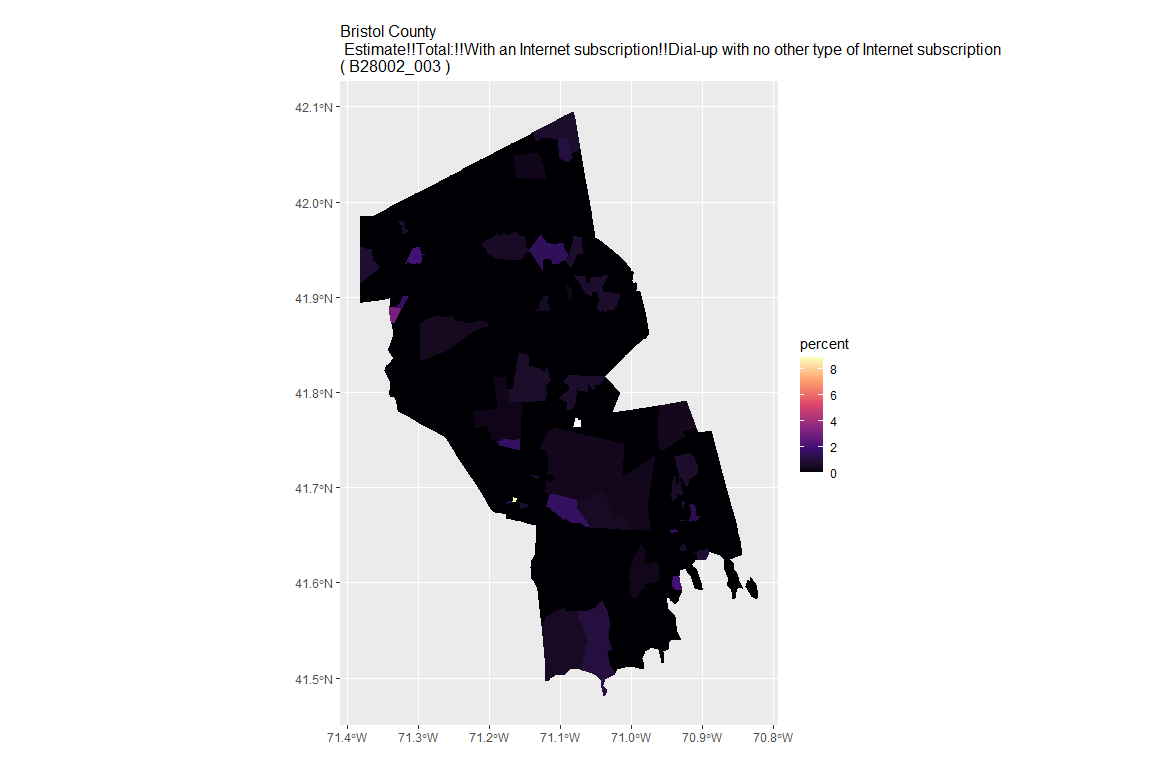 Bristol County
Estimate!!Total:!!With an Internet subscription!!Dial-up with no other type of Internet subscription
( B28002_003 )
42.1°N
42.0°N
41.9°N
41.8°N
41.7°N
41.6°N
41.5°N
71.4°W 71.3°W 71.2°W 71.1°W 71.0°W 70.9°W 70.8°W
percent
8
6
4
2
0